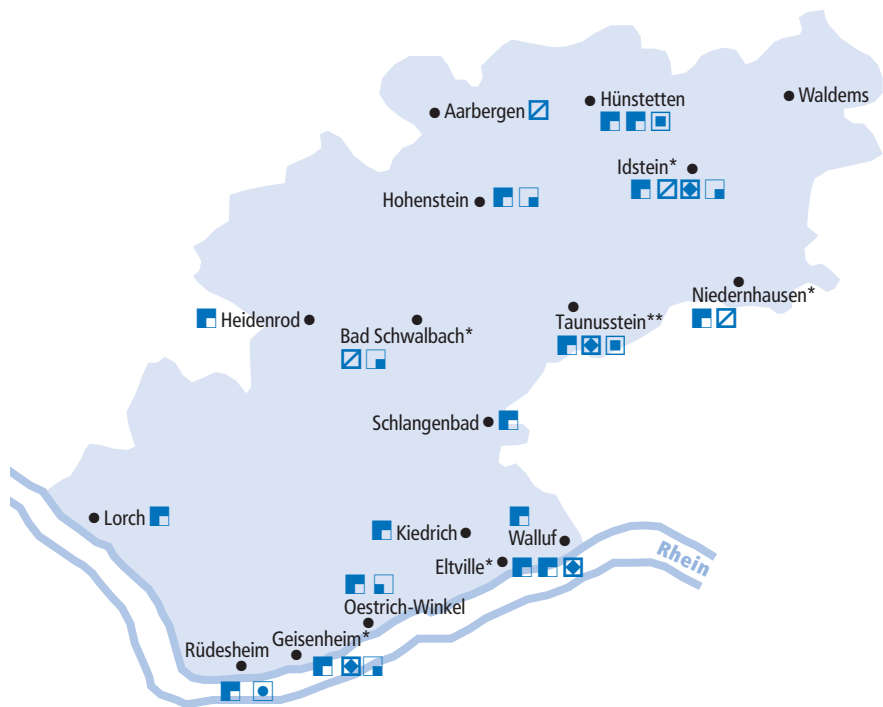 Aarbergen
Hünstetten
Waldems
Idstein*
Hohenstein
Niedernhausen*
Heidenrod
Bad Schwalbach*
Taunusstein**
Schlangenbad
Lorch
Kiedrich
Walluf
Eltville*
Rhein
Oestrich-Winkel
Geisenheim*
Rüdesheim